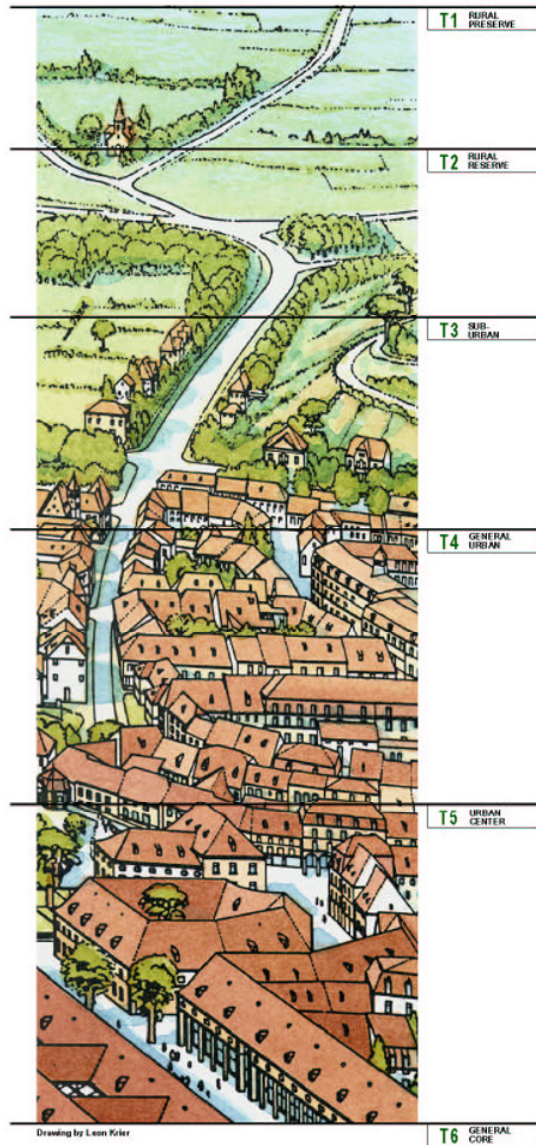 T1 RURAL
PRESERVE
T2 RURAL
RESERVE
T3 SUB-
URBAN
T4 GENERAL
URBAN
T5 URBAN
CENTER
Drawing by Leon Krier
T6 GENERAL
CORE